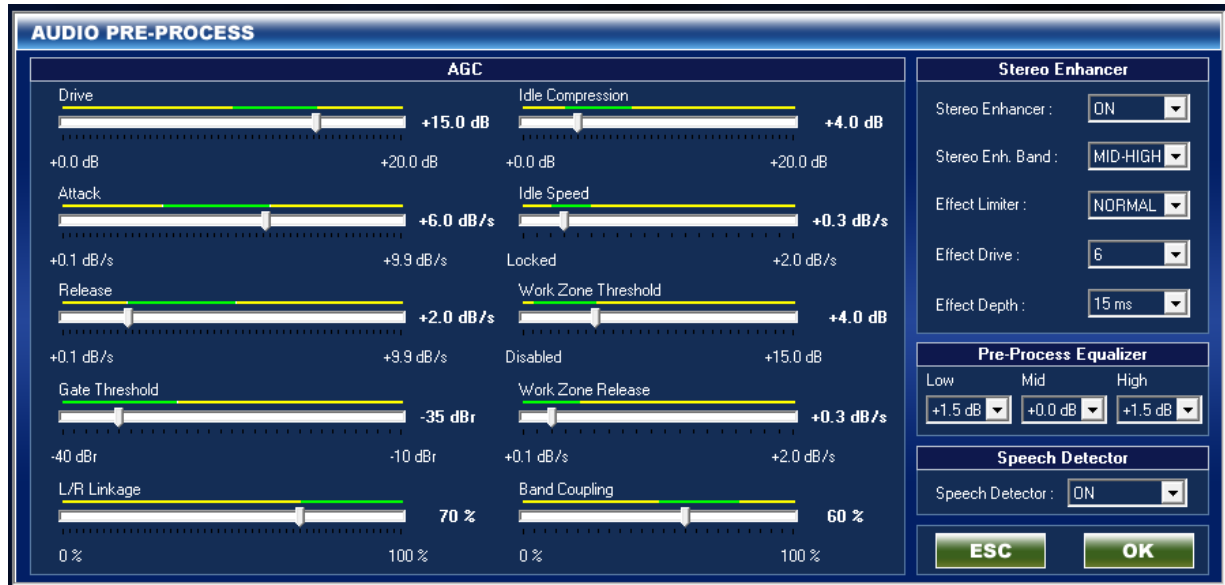 AUDIO PRE-PROCESS
AGC
Drive
+15.0 dB
+0.0 dB +20.0 dB
Attack
+6.0 dB/s
+0.1 dB/s +9.9 dB/s
Release
+2.0 dB/s
+0.1 dB/s +9.9 dB/s
Gate Threshold
-35 dBr
-40 dBr -10 dBr
L/R Linkage
70 %
0 % 100 %
Idle Compression
+4.0 dB
+0.0 dB +20.0 dB
Idle Speed
+0.3 dB/s
Locked +2.0 dB/s
Work Zone Threshold
+4.0 dB
Disabled +15.0 dB
Work Zone Release
+0.3 dB/s
+0.1 dB/s +2.0 dB/s
Band Coupling
60 %
0 % 100 %
Stereo Enhancer
Stereo Enhancer : ON
Stereo Enh. Band : MID-HIGH
Effect Limiter : NORMAL
Effect Drive : 6
Effect Depth : 15 ms
Pre-Process Equalizer
Low Mid High
+1.5 dB +0.0 dB +1.5 dB
Speech Detector
Speech Detector : ON
ESC OK